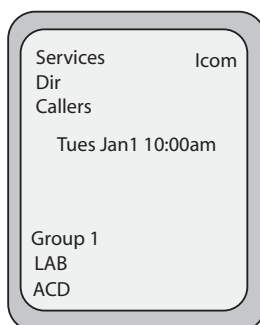 Services Icom
Dir
Callers
Tues Jan1 10:00am
Group 1
LAB
ACD